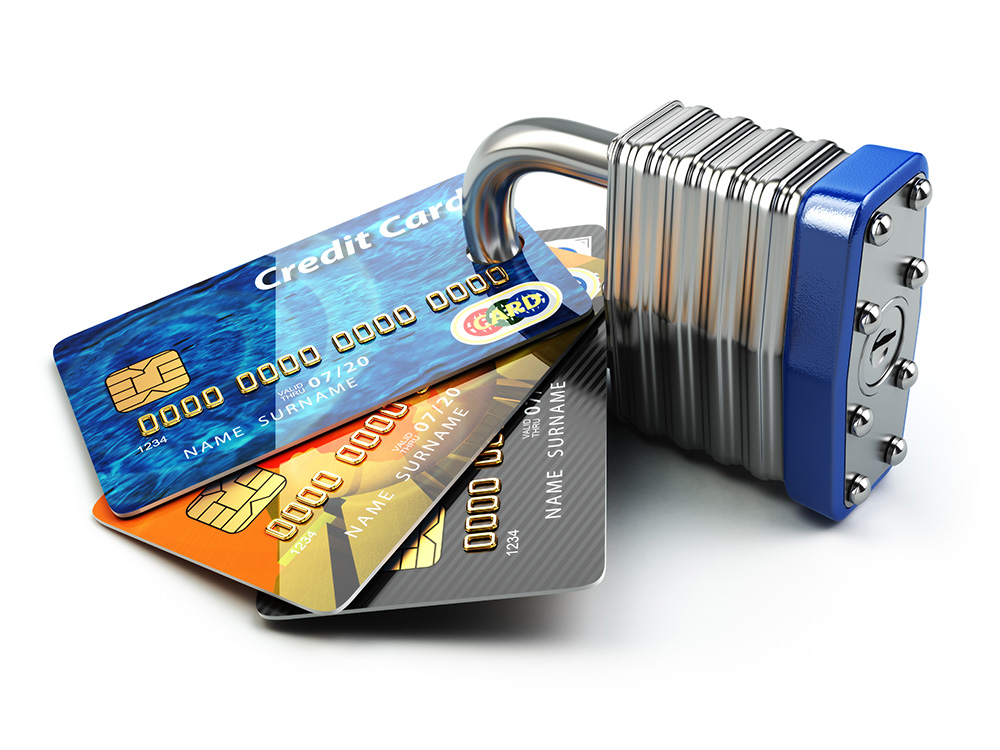 Credit Card
0000 0000 0000 0000
CARD
VALID
THRU 07/20
1234
NAME SURNAME
0000 0000
VALID
THRU 07/20
1234
NAME SURNAME
0000
VALID
THRU 07/
1234
NAME SURNAME